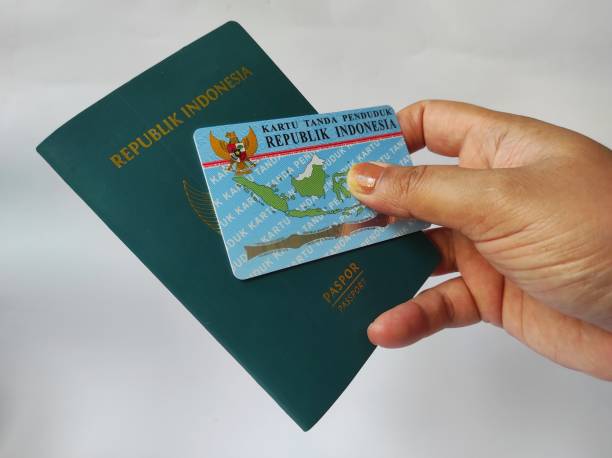 REPUBLIK INDONESIA
PASPOR
PASSPORT
KARTU TANDA PENDUDUK
REPUBLIK INDONESIA